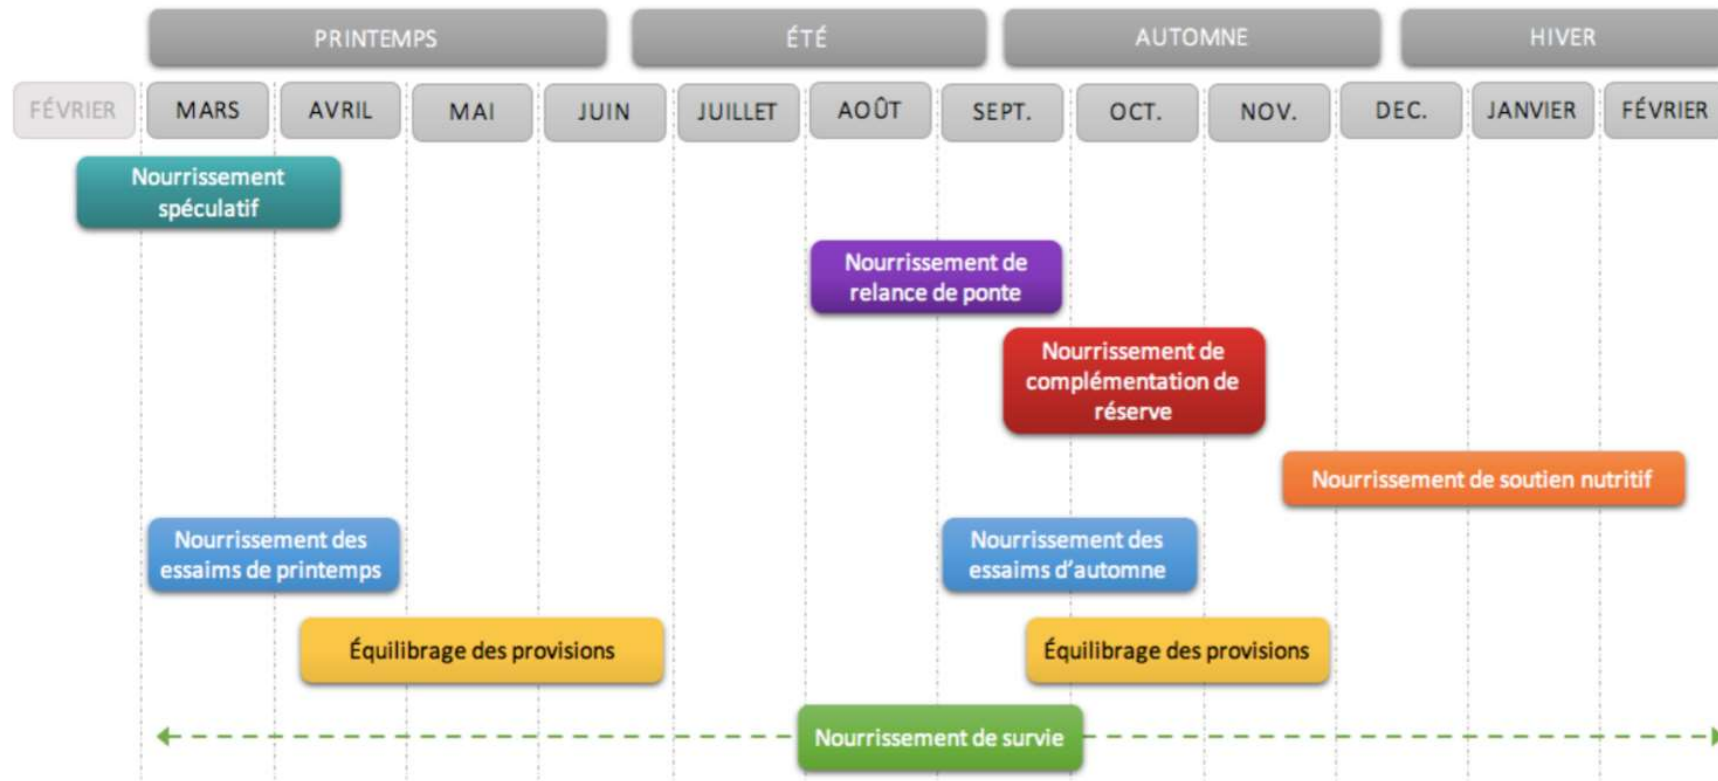 PRINTEMPS
ÉTÉ
AUTOMNE
HIVER
FÉVRIER
MARS
AVRIL
MAI
JUIN
JUILLET
AOÛT
SEPT.
OCT.
NOV.
DEC.
JANVIER
FÉVRIER
Nourrissement
spéculatif
Nourrissement de
relance de ponte
Nourrissement de
complémentation de
réserve
Nourrissement de soutien nutritif
Nourrissement des
essaims de printemps
Nourrissement des
essaims d'automne
Équilibrage des provisions
Équilibrage des provisions
Nourrissement de survie